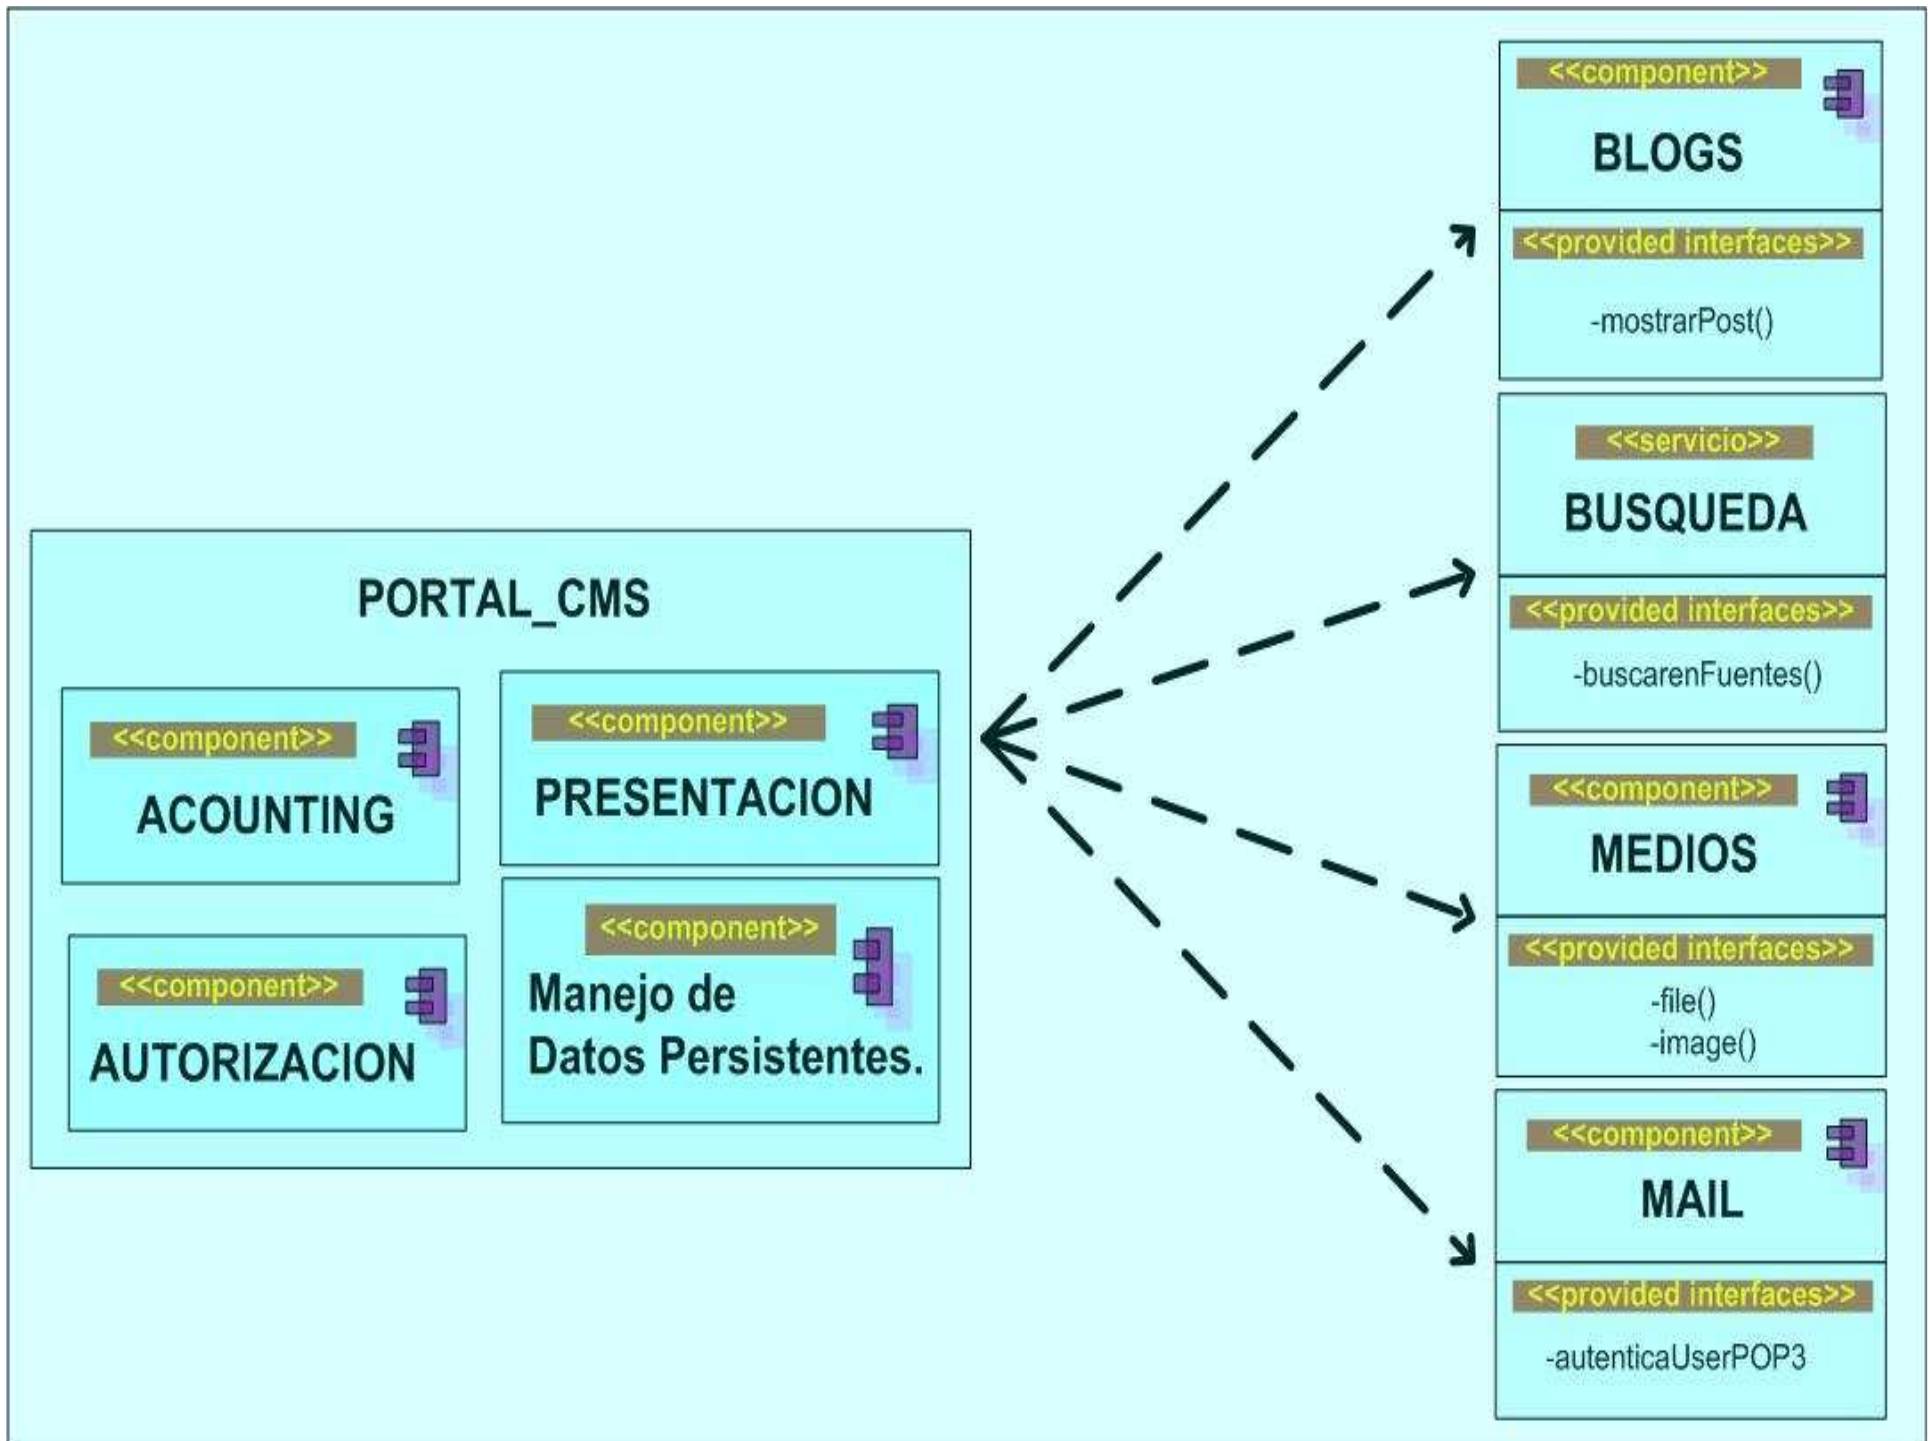 PORTAL_CMS
<<component>>
ACOUNTING
<<component>>
PRESENTACION
<<component>>
AUTORIZACION
<<component>>
Manejo de
Datos Persistentes.
<<component>>
BLOGS
<<provided interfaces>>
-mostrarPost()
<<servicio>>
BUSQUEDA
<<provided interfaces>>
-buscarenFuentes()
<<component>>
MEDIOS
<<provided interfaces>>
-file()
-image()
<<component>>
MAIL
<<provided interfaces>>
-autenticaUserPOP3